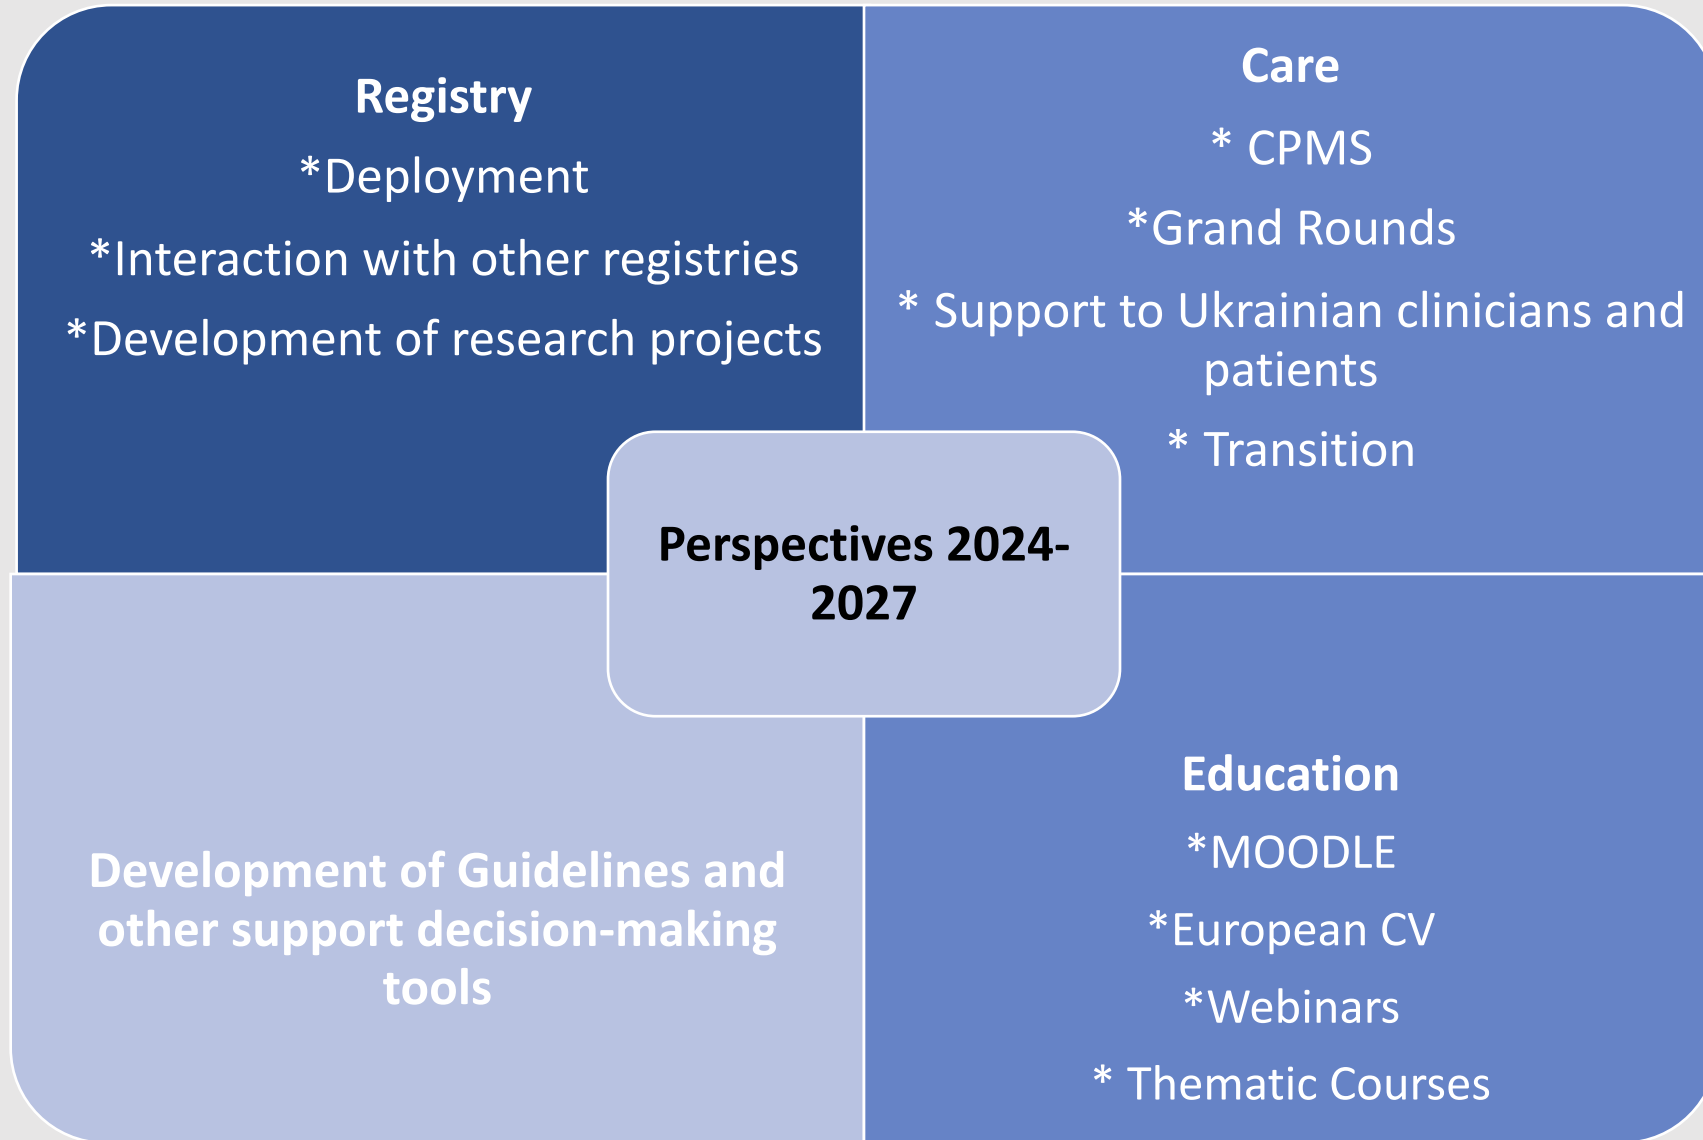 Registry
*Deployment
*Interaction with other registries
*Development of research projects
Care
* CPMS
*Grand Rounds
* Support to Ukrainian clinicians and
patients
* Transition
Perspectives 2024-
2027
Development of Guidelines and
other support decision-making
tools
Education
*MOODLE
*European CV
*Webinars
* Thematic Courses